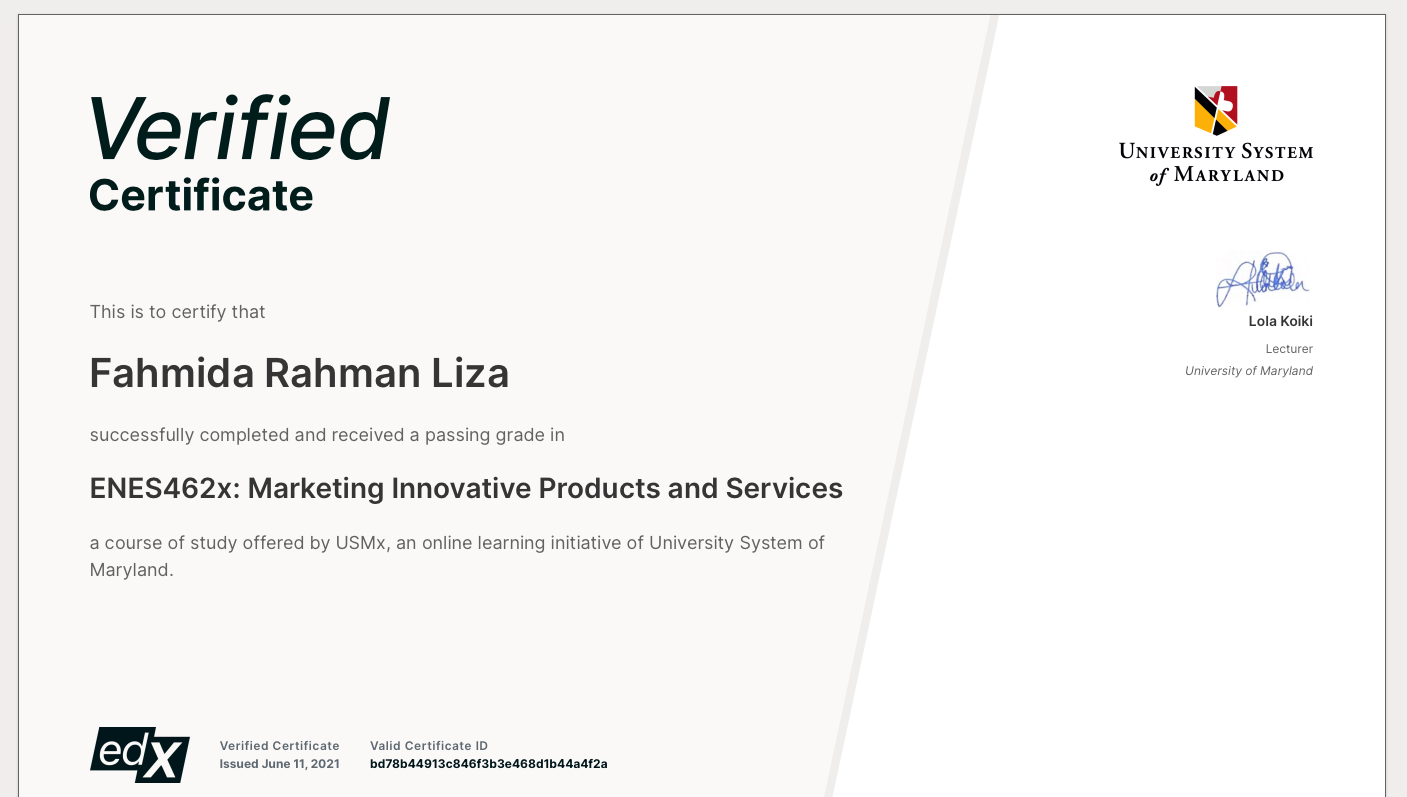 Verified
Certificate
This is to certify that
Fahmida Rahman Liza
successfully completed and received a passing grade in
ENES462x: Marketing Innovative Products and Services
a course of study offered by USMx, an online learning initiative of University System of
Maryland.
edX
Verified Certificate
Issued June 11, 2021
Valid Certificate ID
bd78b44913c846f3b3e468d1b44a4f2a
University System
of Maryland
Lola Koiki
Lecturer
University of Maryland